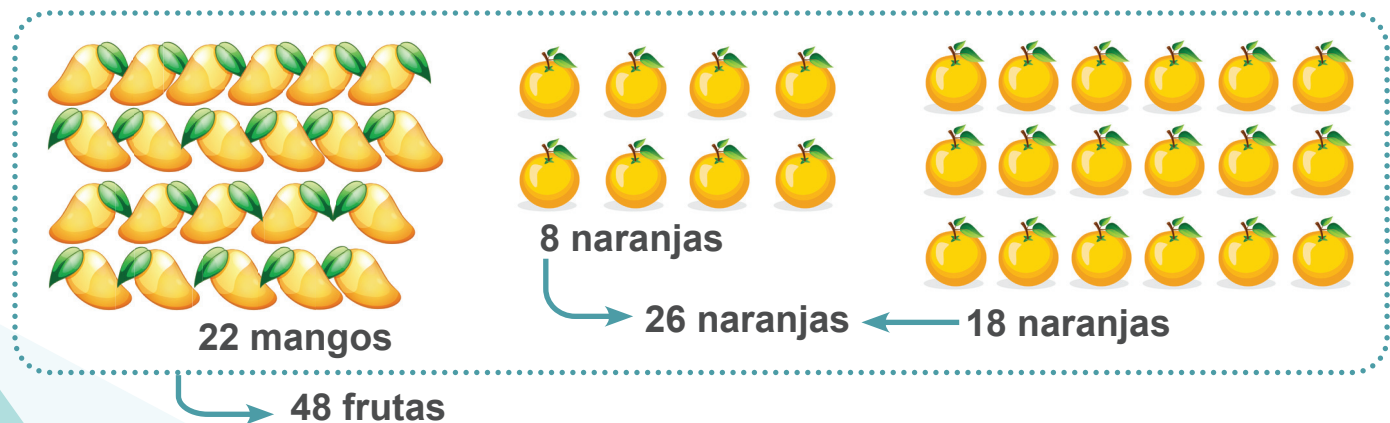 8 naranjas
26 naranjas
18 naranjas
22 mangos
48 frutas